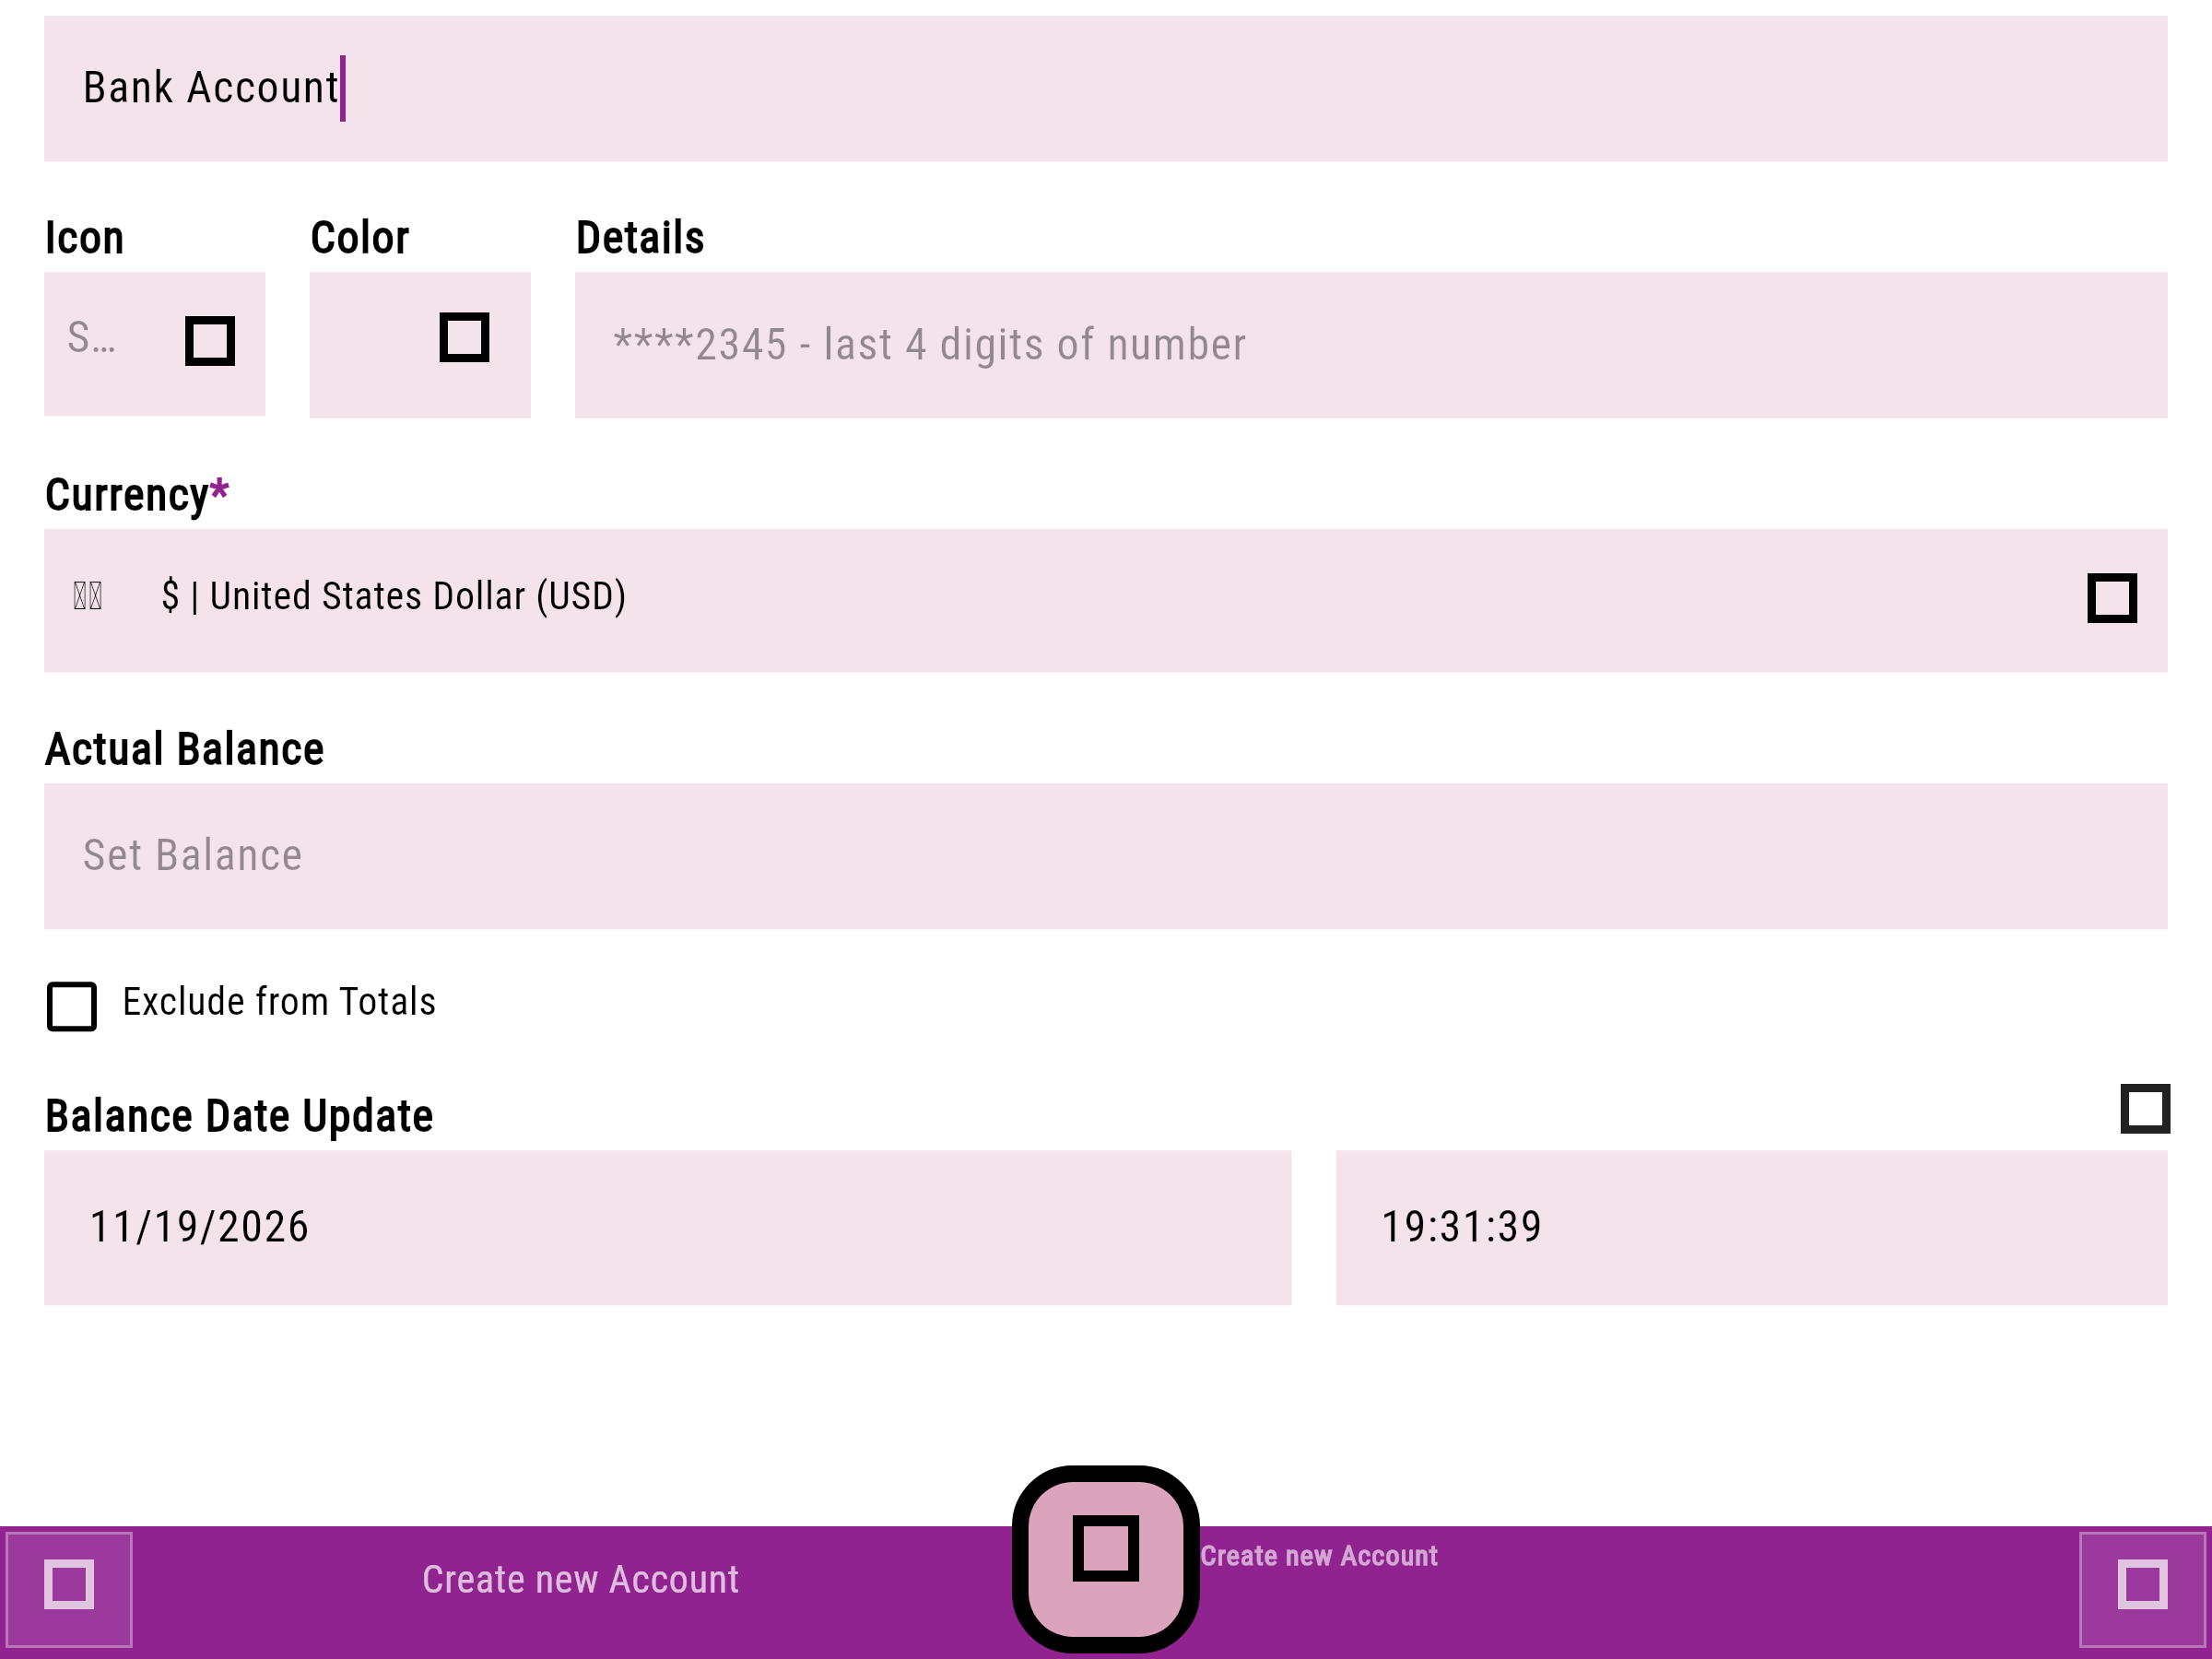 Bank Account
Icon
Color
Details
S…
****2345 - last 4 digits of number
Currency*
$ | United States Dollar (USD)
Actual Balance
Set Balance
Exclude from Totals
Balance Date Update
11/19/2026
19:31:39
Create new Account
Create new Account